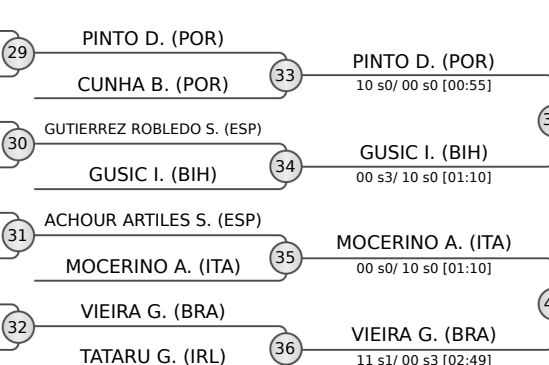 PINTO D. (POR)
29
CUNHA B. (POR)
33
PINTO D. (POR)
10 s0/ 00 s0 [00:55]
GUTIERREZ ROBLEDO S. (ESP)
30
GUSIC I. (BIH)
34
GUSIC I. (BIH)
00 s3/ 10 s0 [01:10]
ACHOUR ARTILES S. (ESP)
31
MOCERINO A. (ITA)
35
MOCERINO A. (ITA)
00 s0/ 10 s0 [01:10]
VIEIRA G. (BRA)
32
TATARU G. (IRL)
36
VIEIRA G. (BRA)
11 s1/ 00 s3 [02:49]